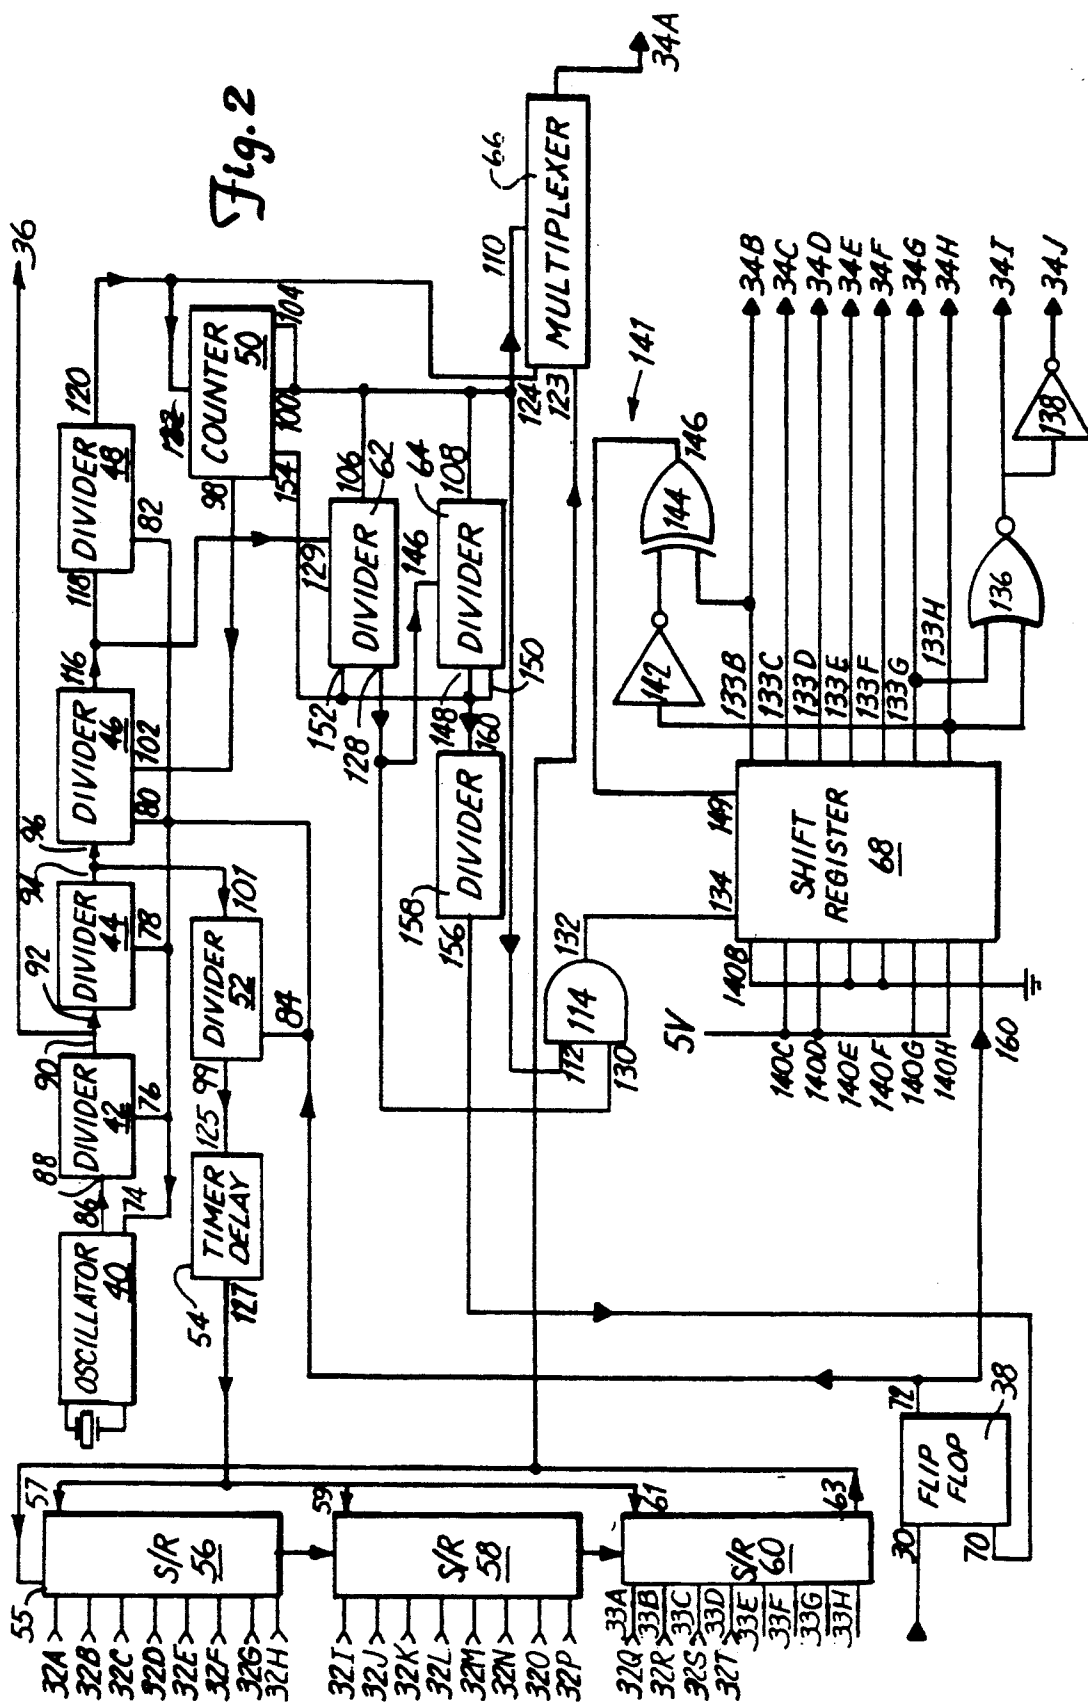 Fig. 2
36
OSCILLATOR
40
86
74
88
DIVIDER
42
76
90
92
DIVIDER
44
78
94
96
DIVIDER
46
80
102
116
118
DIVIDER
48
82
120
122
COUNTER
50
98
154
100
104
54
TIMER
DELAY
127
125
99
DIVIDER
52
84
101
129
DIVIDER
62
106
152
128
146
DIVIDER
64
108
148
150
160
DIVIDER
158
156
110
66
MULTIPLEXER
124
123
34A
55
57
S/R
56
32A
32B
32C
32D
32E
32F
32G
32H
59
S/R
58
32I
32J
32K
32L
32M
32N
32O
32P
61
63
S/R
60
32Q
32R
32S
32T
33A
33B
33C
33D
33E
33F
33G
33H
30
70
FLIP
FLOP
72
38
112
130
114
132
134
149
SHIFT
REGISTER
68
5V
140B
140C
140D
140E
140F
140G
140H
160
133B
133C
133D
133E
133F
133G
133H
142
144
146
141
136
138
34B
34C
34D
34E
34F
34G
34H
34I
34J